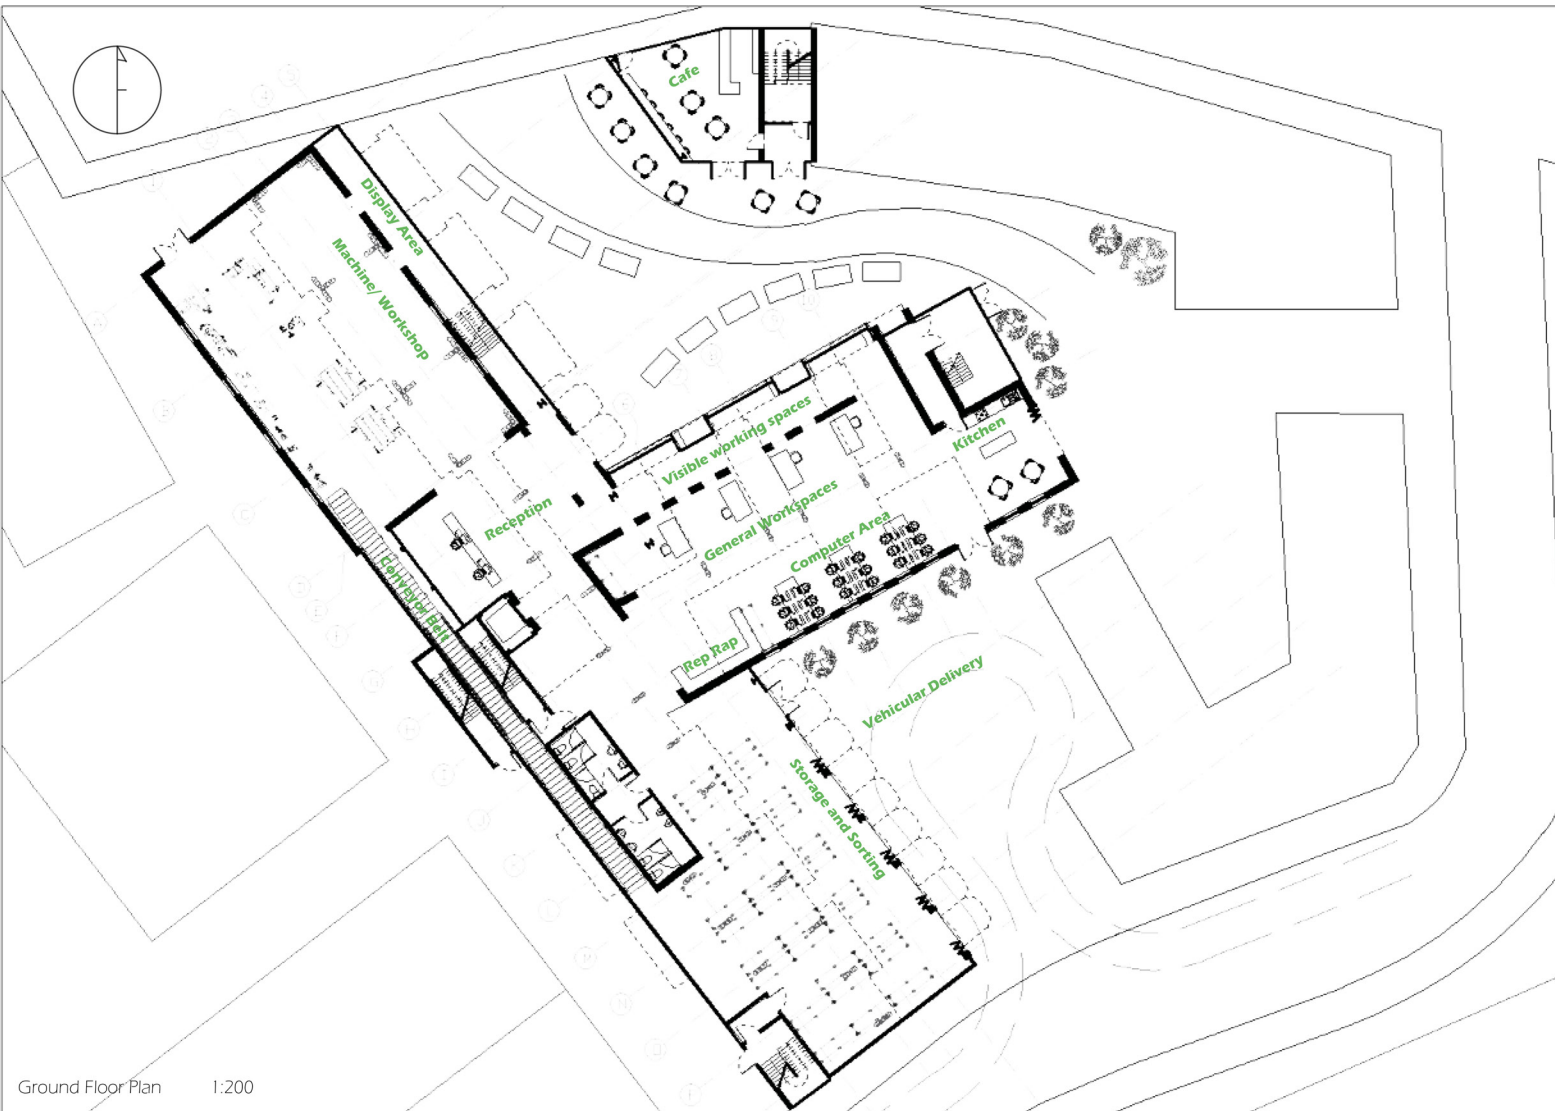 Cafe
Display Area
Machine/ Workshop
Visible working spaces
Kitchen
Reception
General Workspaces
Computer Area
Conveyor Belt
Rep Rap
Vehicular Delivery
Storage and Sorting
Ground Floor Plan 1:200